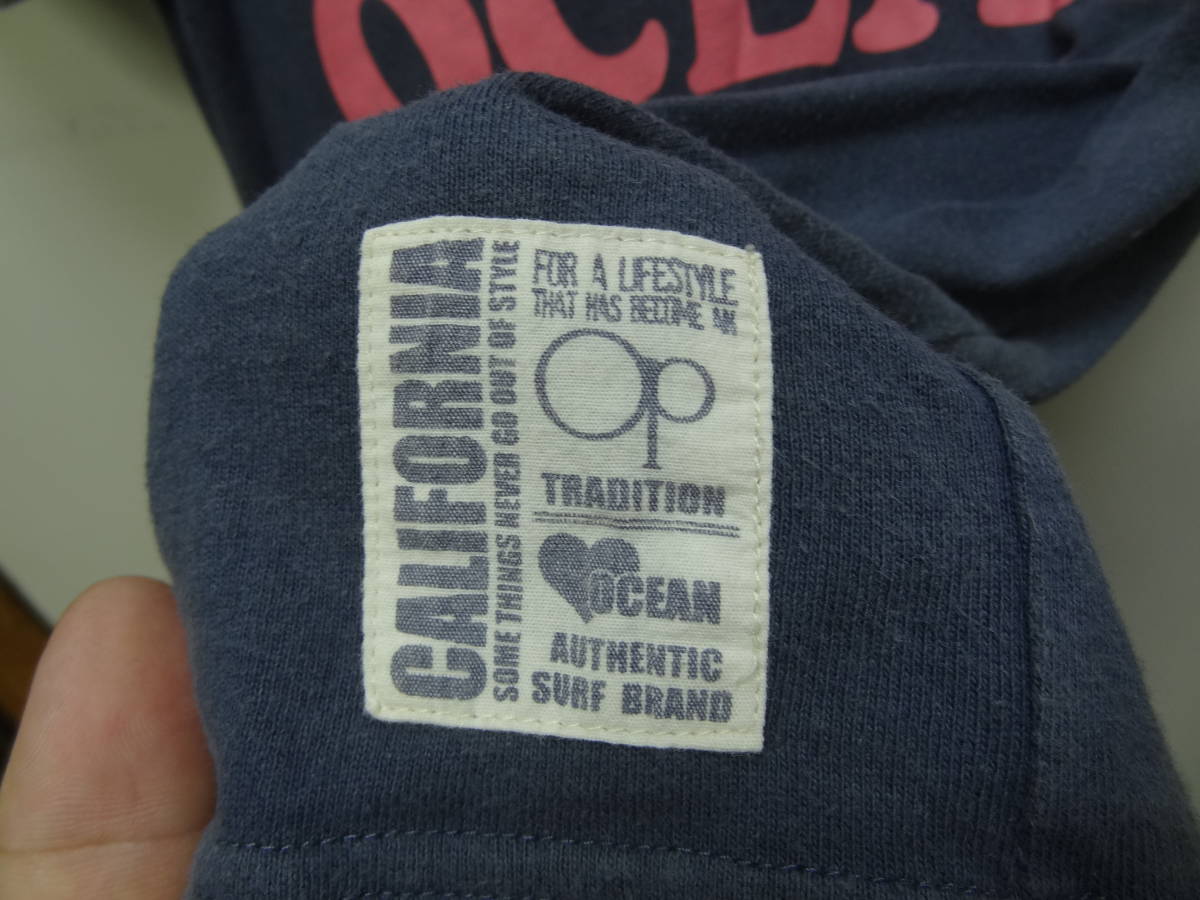 OCEA
CALIFORNIA
SOME THINGS NEVER GO OUT OF STYLE
FOR A LIFESTYLE
THAT HAS BECOME AN
Op
TRADITION
OCEAN
AUTHENTIC
SURF BRAND